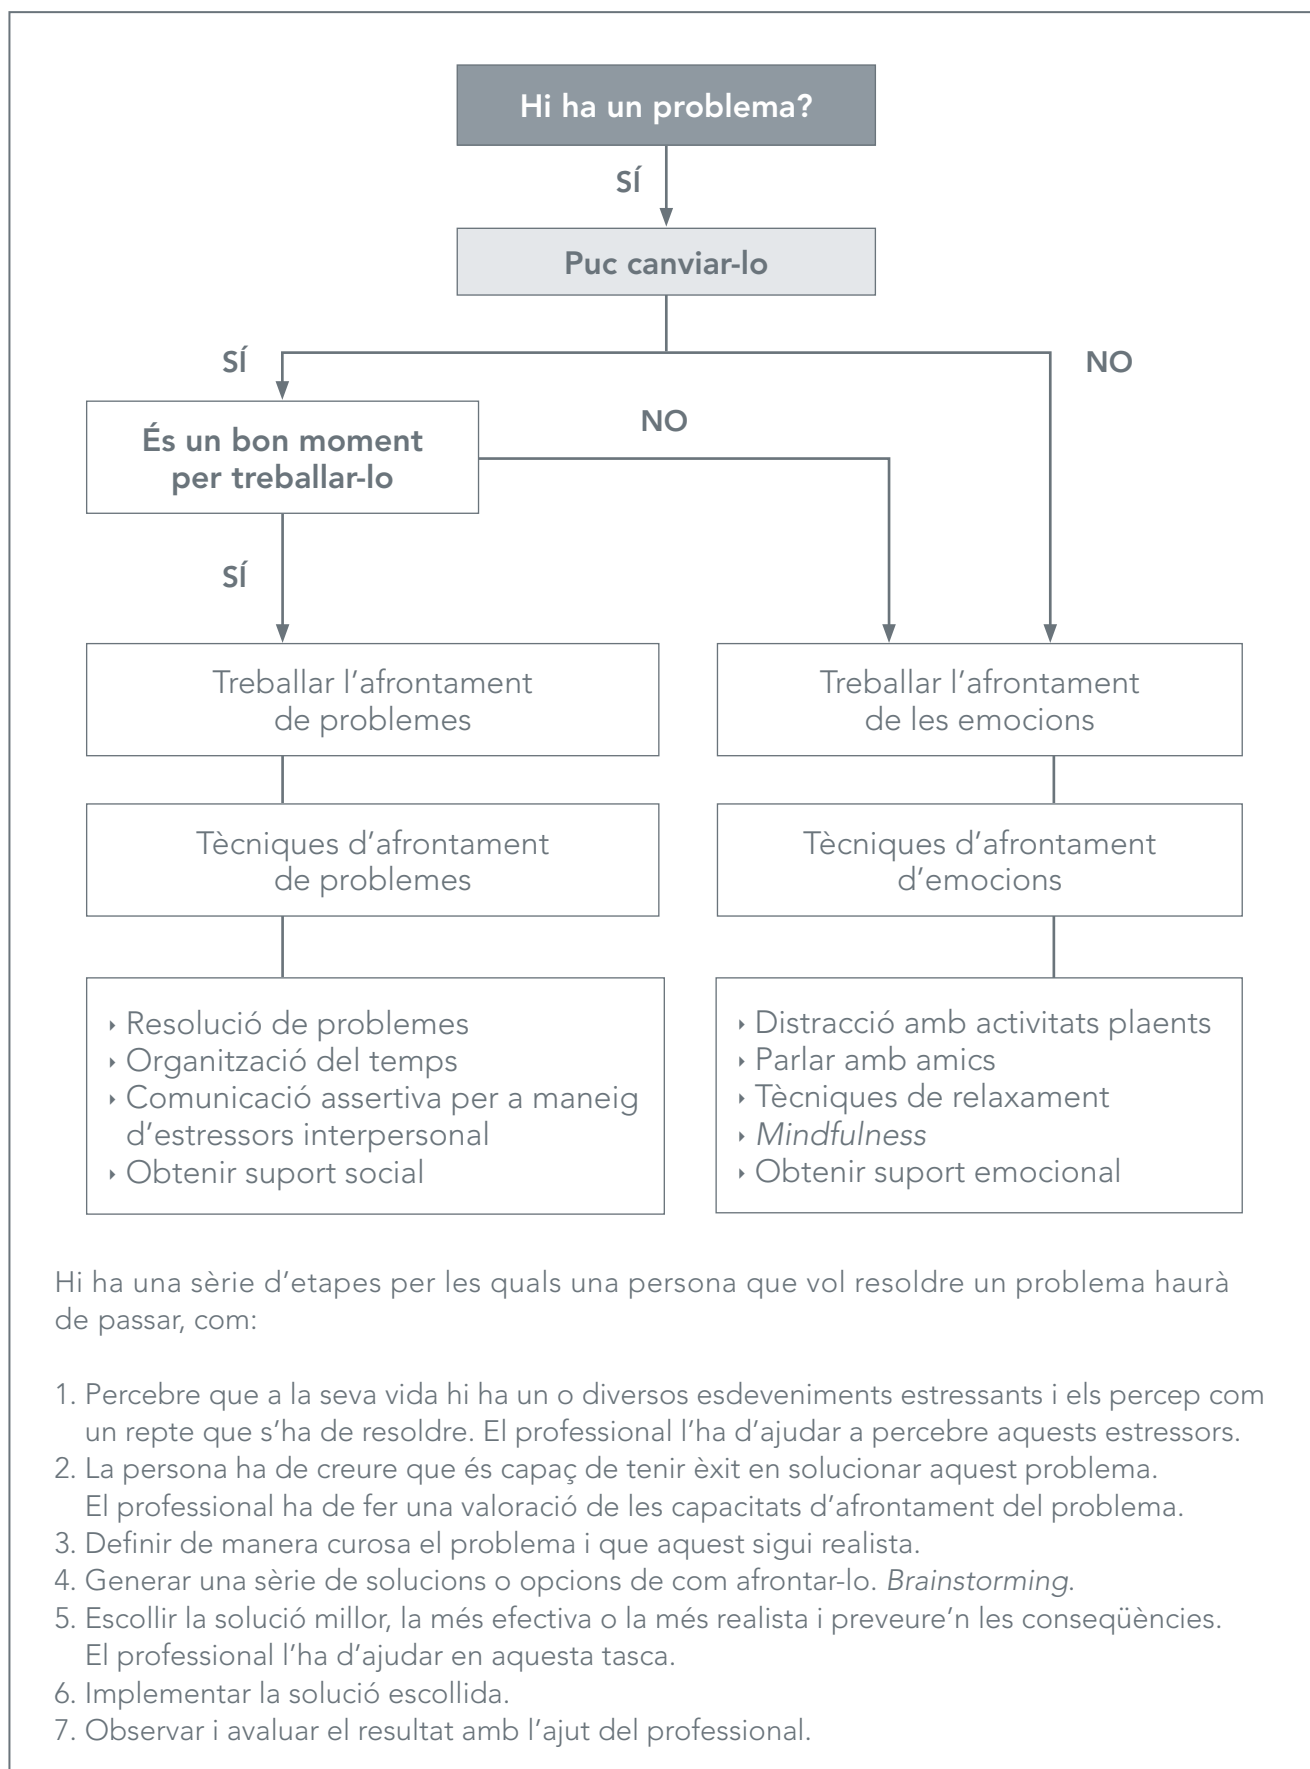 Hi ha un problema?
SÍ
Puc canviar-lo
SÍ
NO
És un bon moment
per treballar-lo
NO
SÍ
Treballar l’afrontament
de problemes
Treballar l’afrontament
de les emocions
Tècniques d’afrontament
de problemes
Tècniques d’afrontament
d’emocions
‣ Resolució de problemes
‣ Organització del temps
‣ Comunicació assertiva per a maneig
d’estressors interpersonal
‣ Obtenir suport social
‣ Distracció amb activitats plaents
‣ Parlar amb amics
‣ Tècniques de relaxament
‣ Mindfulness
‣ Obtenir suport emocional
Hi ha una sèrie d’etapes per les quals una persona que vol resoldre un problema haurà
de passar, com:
1. Percebre que a la seva vida hi ha un o diversos esdeveniments estressants i els percep com
un repte que s’ha de resoldre. El professional l’ha d’ajudar a percebre aquests estressors.
2. La persona ha de creure que és capaç de tenir èxit en solucionar aquest problema.
El professional ha de fer una valoració de les capacitats d’afrontament del problema.
3. Definir de manera curosa el problema i que aquest sigui realista.
4. Generar una sèrie de solucions o opcions de com afrontar-lo. Brainstorming.
5. Escollir la solució millor, la més efectiva o la més realista i preveure’n les conseqüències.
El professional l’ha d’ajudar en aquesta tasca.
6. Implementar la solució escollida.
7. Observar i avaluar el resultat amb l’ajut del professional.